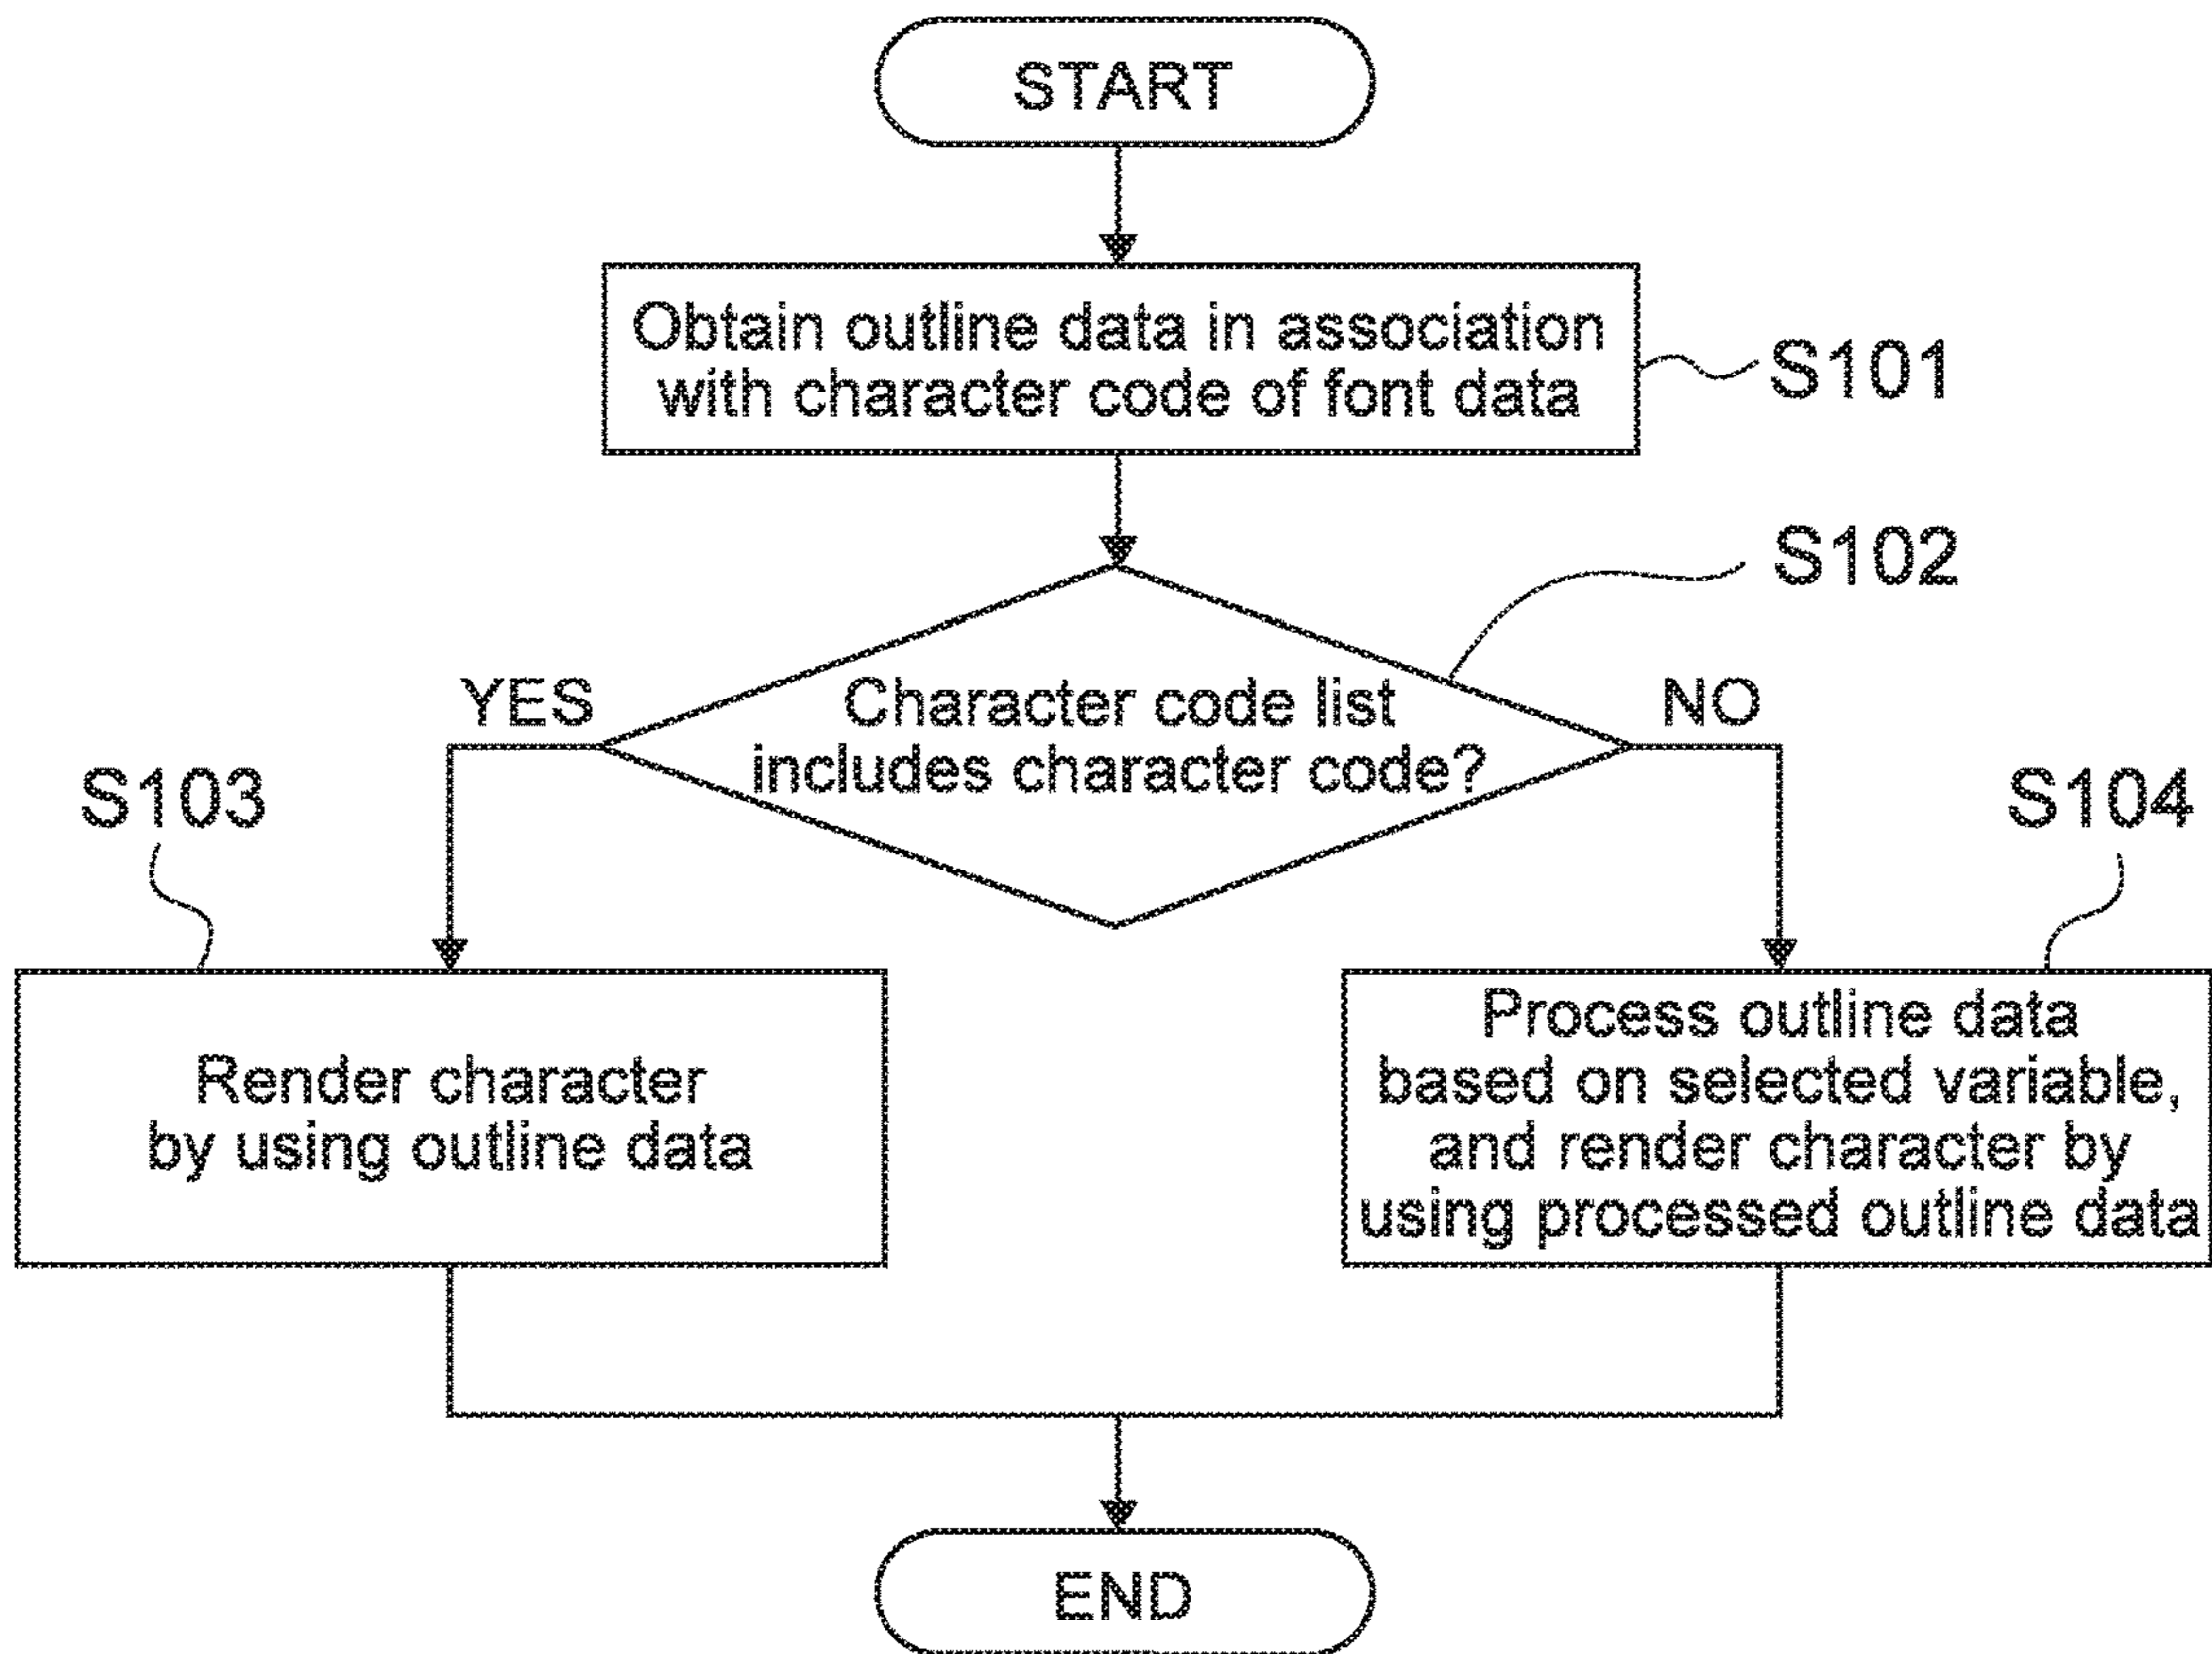 START
Obtain outline data in association
with character code of font data
S101
S102
YES
Character code list
includes character code?
NO
S103
S104
Render character
by using outline data
Process outline data
based on selected variable,
and render character by
using processed outline data
END